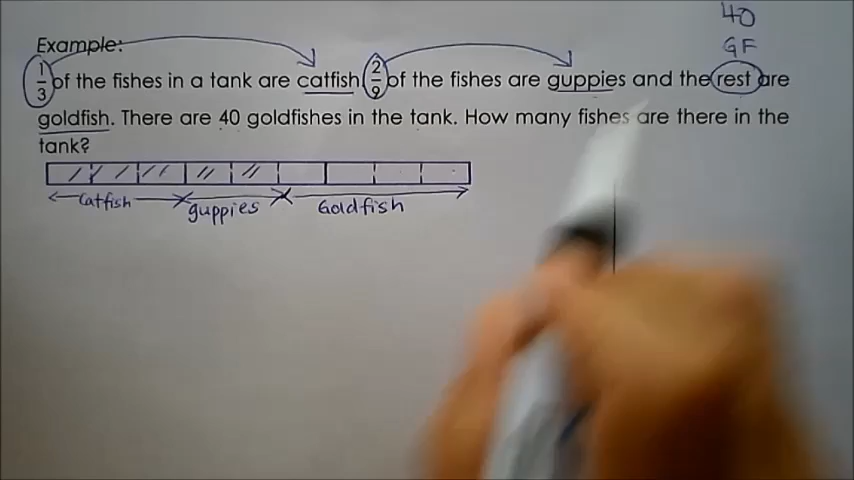 40
GF
Example:
1/3 of the fishes in a tank are catfish 2/9 of the fishes are guppies and the rest are
goldfish. There are 40 goldfishes in the tank. How many fishes are there in the
tank?
Catfish guppies Goldfish